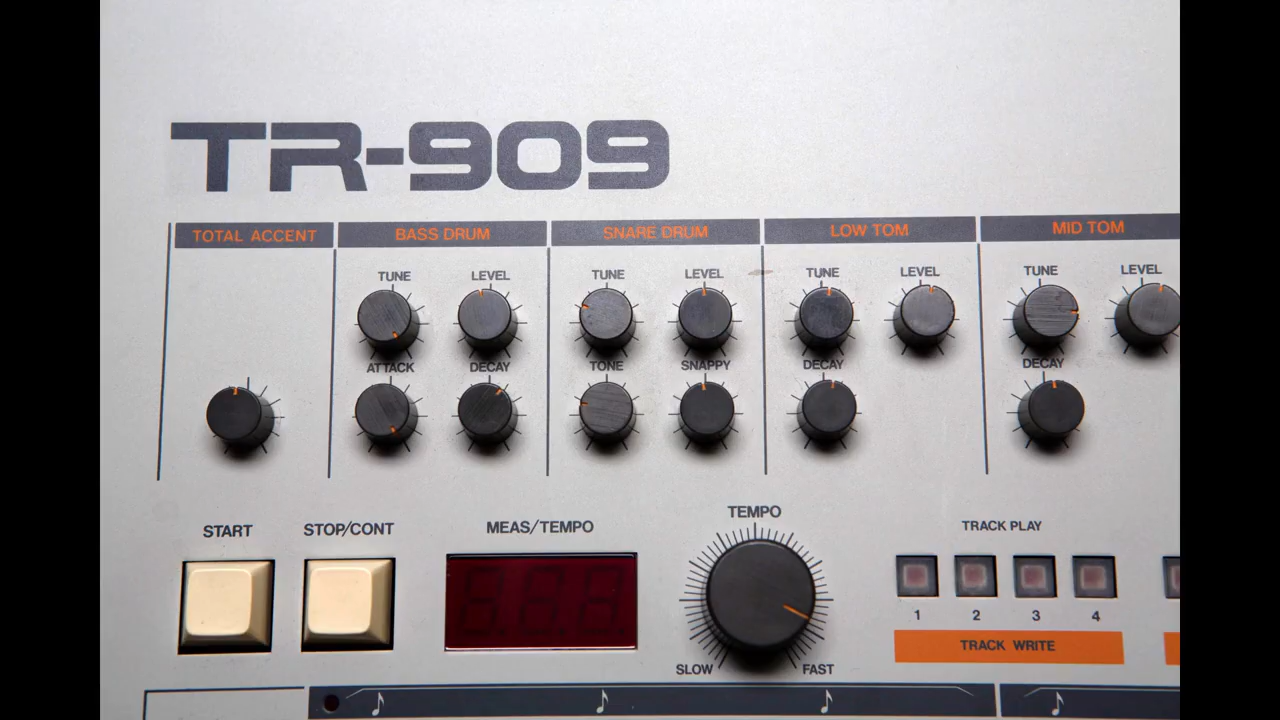 TR-909
TOTAL ACCENT BASS DRUM SNARE DRUM LOW TOM MID TOM
TUNE LEVEL TUNE LEVEL TUNE LEVEL TUNE LEVEL
ATTACK DECAY TONE SNAPPY DECAY DECAY
START STOP/CONT MEAS/TEMPO TEMPO TRACK PLAY
1 2 3 4
SLOW FAST TRACK WRITE